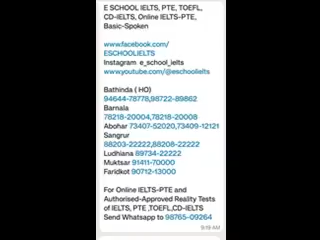 E SCHOOL IELTS, PTE, TOEFL,
CD-IELTS, Online IELTS-PTE,
Basic-Spoken
www.facebook.com/
ESCHOOLIELTS
Instagram e_school_ielts
www.youtube.com/@eschoolielts
Bathinda ( HO)
94644-78778,98722-89862
Barnala
78218-20004,78218-20008
Abohar 73407-52020,73409-12121
Sangrur
88203-22222,88208-22222
Ludhiana 89734-22222
Muktsar 91411-70000
Faridkot 90712-13000
For Online IELTS-PTE and
Authorised-Approved Reality Tests
of IELTS, PTE ,TOEFL,CD-IELTS
Send Whatsapp to 98765-09264
9:19 AM